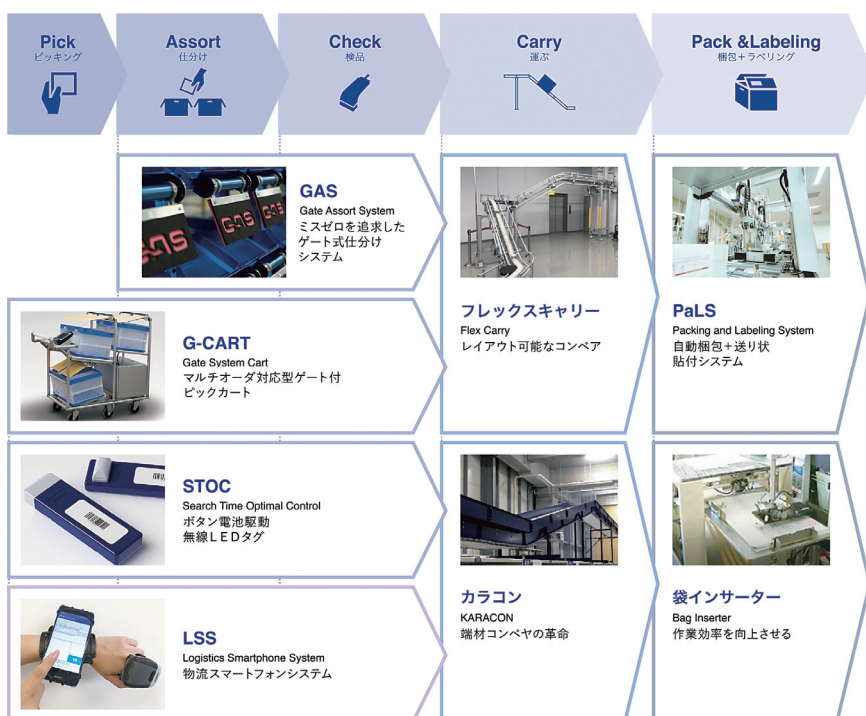 Pick
ピッキング
Assort
仕分け
Check
検品
Carry
運ぶ
Pack &Labeling
梱包+ラベリング
GAS
GAS
GAS
Gate Assort System
ミスゼロを追求した
ゲート式仕分け
システム
G-CART
Gate System Cart
マルチオーダ対応型ゲート付
ピックカート
STOC
Search Time Optimal Control
ボタン電池駆動
無線LEDタグ
LSS
Logistics Smartphone System
物流スマートフォンシステム
フレックスキャリー
Flex Carry
レイアウト可能なコンベア
カラコン
KARACON
端材コンベヤの革命
PaLS
Packing and Labeling System
自動梱包+送り状
貼付システム
袋インサーター
Bag Inserter
作業効率を向上させる